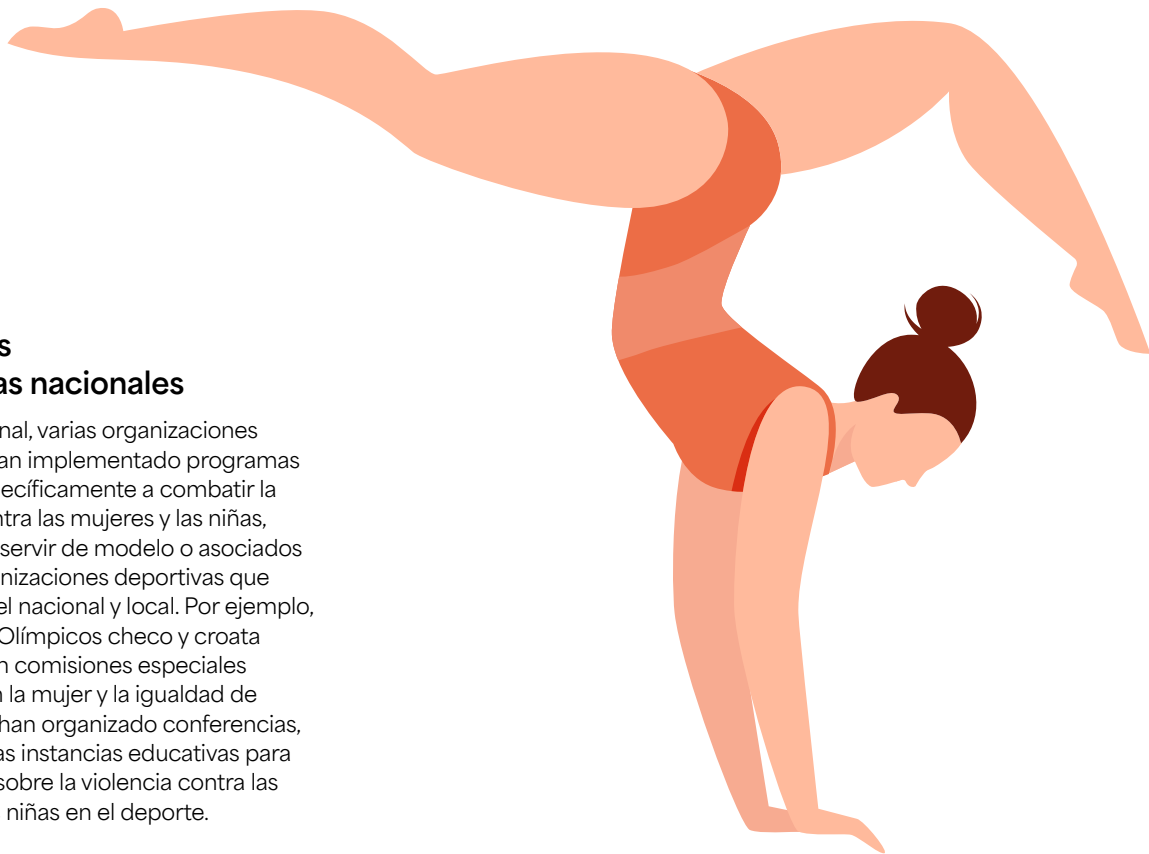 s
as nacionales
nal, varias organizaciones
an implementado programas
pecíficamente a combatir la
ntra las mujeres y las niñas,
servir de modelo o asociados
nizaciones deportivas que
el nacional y local. Por ejemplo,
Olímpicos checo y croata
n comisiones especiales
n la mujer y la igualdad de
han organizado conferencias,
as instancias educativas para
sobre la violencia contra las
niñas en el deporte.